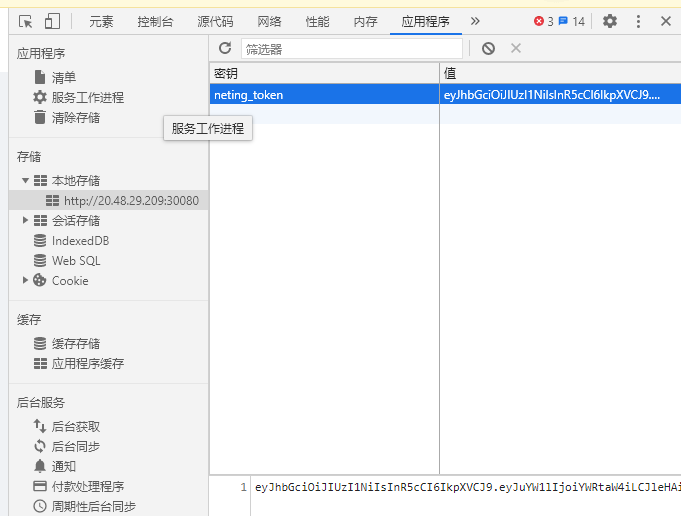 元素
控制台
源代码
网络
性能
内存
应用程序
3
14
应用程序
清单
服务工作进程
清除存储
服务工作进程
存储
本地存储
http://20.48.29.209:30080
会话存储
IndexedDB
Web SQL
Cookie
缓存
缓存存储
应用程序缓存
后台服务
后台获取
后台同步
通知
付款处理程序
周期性后台同步
筛选器
密钥 值
neting_token eyJhbGciOiJIUzI1NiIsInR5cCI6IkpXVCJ9....
1 eyJhbGciOiJIUzI1NiIsInR5cCI6IkpXVCJ9.eyJuYW1lIjoiYWRtaW4iLCJleHAi